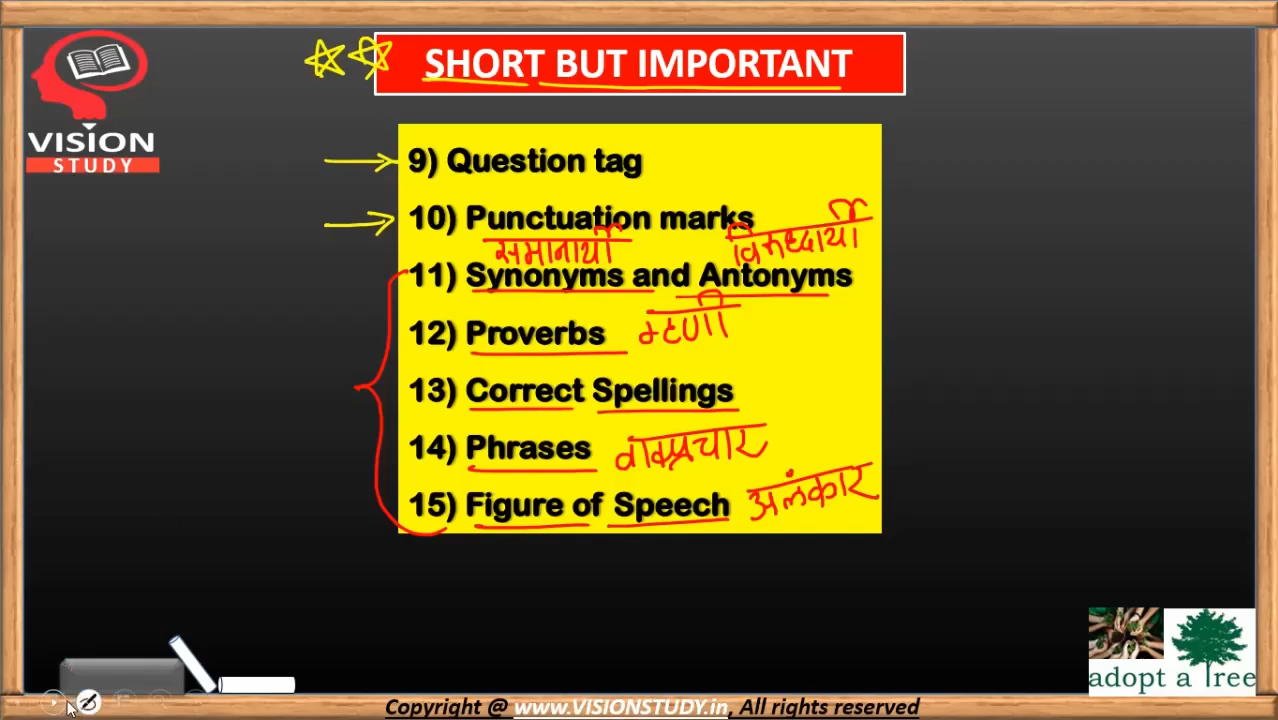 SHORT BUT IMPORTANT
VISION
STUDY
9) Question tag
10) Punctuation marks
समानार्थी विरुध्दार्थी
11) Synonyms and Antonyms
12) Proverbs म्हणी
13) Correct Spellings
14) Phrases वाक्प्रचार
15) Figure of Speech अलंकार
adopt a Tree
Copyright @ www.VISIONSTUDY.in, All rights reserved